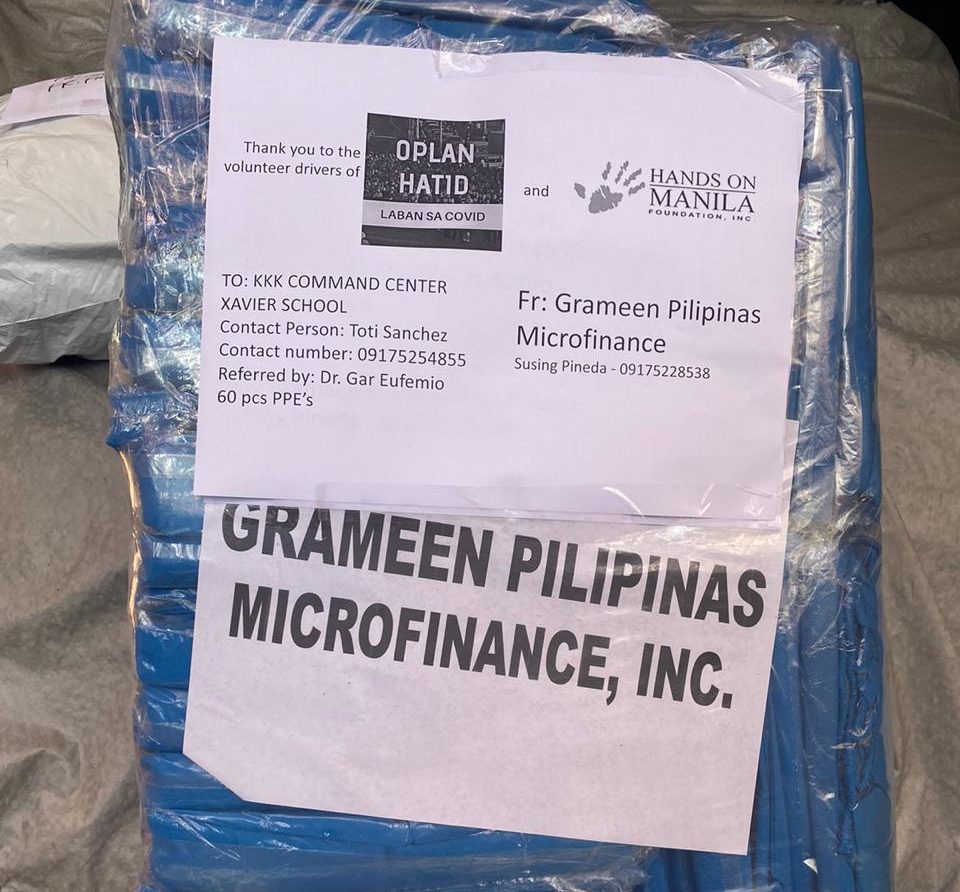 Thank you to the
volunteer drivers of
OPLAN
HATID
LABAN SA COVID
and
HANDS ON
MANILA
FOUNDATION, INC.
TO: KKK COMMAND CENTER
XAVIER SCHOOL
Contact Person: Toti Sanchez
Contact number: 09175254855
Referred by: Dr. Gar Eufemio
60 pcs PPE's
Fr: Grameen Pilipinas
Microfinance
Susing Pineda - 09175228538
GRAMEEN PILIPINAS
MICROFINANCE, INC.